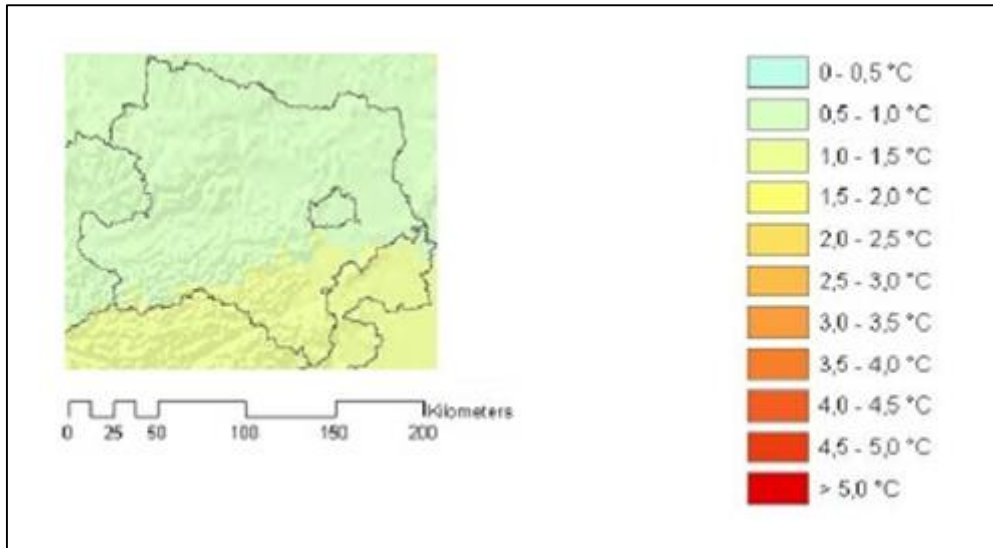 0 - 0,5 °C
0,5 - 1,0 °C
1,0 - 1,5 °C
1,5 - 2,0 °C
2,0 - 2,5 °C
2,5 - 3,0 °C
3,0 - 3,5 °C
3,5 - 4,0 °C
4,0 - 4,5 °C
4,5 - 5,0 °C
> 5,0 °C
Kilometers
0 25 50 100 150 200